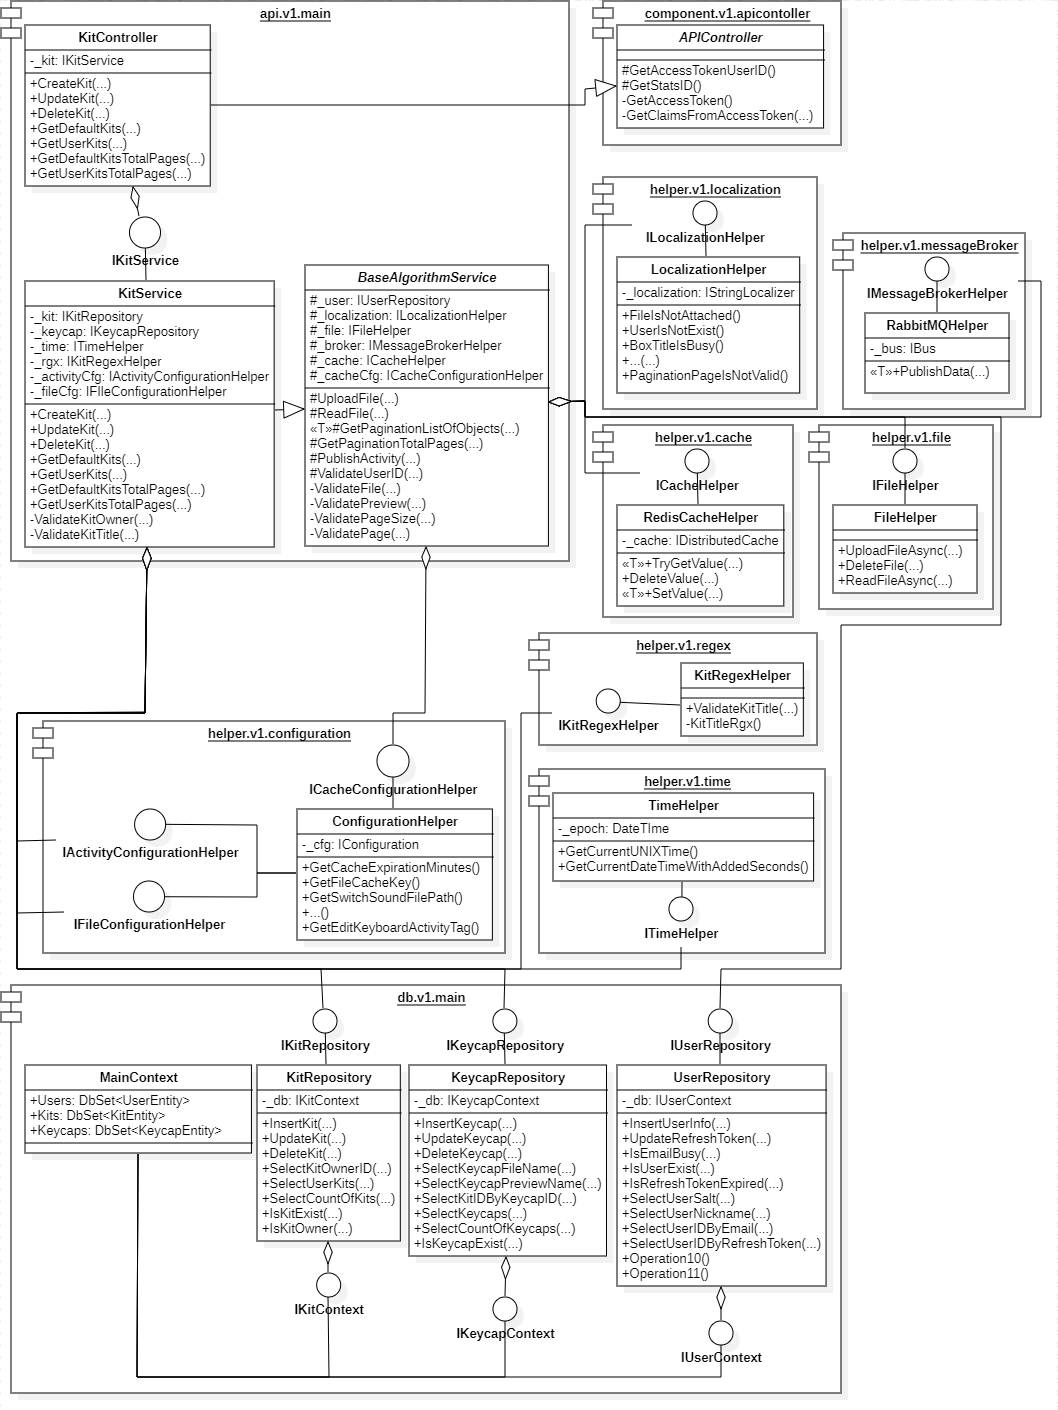 api.v1.main
KitController
-_kit: IKitService
+CreateKit(...)
+UpdateKit(...)
+DeleteKit(...)
+GetDefaultKits(...)
+GetUserKits(...)
+GetDefaultKitsTotalPages(...)
+GetUserKitsTotalPages(...)
IKitService
KitService
-_kit: IKitRepository
-_keycap: IKeycapRepository
-_time: ITimeHelper
-_rgx: IKitRegexHelper
-_activityCfg: IActivityConfigurationHelper
-_fileCfg: IFIleConfigurationHelper
+CreateKit(...)
+UpdateKit(...)
+DeleteKit(...)
+GetDefaultKits(...)
+GetUserKits(...)
+GetDefaultKitsTotalPages(...)
+GetUserKitsTotalPages(...)
-ValidateKitOwner(...)
-ValidateKitTitle(...)
BaseAlgorithmService
#_user: IUserRepository
#_localization: ILocalizationHelper
#_file: IFileHelper
#_broker: IMessageBrokerHelper
#_cache: ICacheHelper
#_cacheCfg: ICacheConfigurationHelper
#UploadFile(...)
#ReadFile(...)
«T»#GetPaginationListOfObjects(...)
#GetPaginationTotalPages(...)
#PublishActivity(...)
#ValidateUserID(...)
-ValidateFile(...)
-ValidatePreview(...)
-ValidatePageSize(...)
-ValidatePage(...)
component.v1.apicontoller
APIController
#GetAccessTokenUserID()
#GetStatsID()
-GetAccessToken()
-GetClaimsFromAccessToken(...)
helper.v1.localization
ILocalizationHelper
LocalizationHelper
-_localization: IStringLocalizer
+FileIsNotAttached()
+UserIsNotExist()
+BoxTitleIsBusy()
+...(...)
+PaginationPageIsNotValid()
helper.v1.messageBroker
IMessageBrokerHelper
RabbitMQHelper
-_bus: IBus
«T»+PublishData(...)
helper.v1.cache
ICacheHelper
RedisCacheHelper
-_cache: IDistributedCache
«T»+TryGetValue(...)
+DeleteValue(...)
«T»+SetValue(...)
helper.v1.file
IFileHelper
FileHelper
+UploadFileAsync(...)
+DeleteFile(...)
+ReadFileAsync(...)
helper.v1.regex
IKitRegexHelper
KitRegexHelper
+ValidateKitTitle(...)
-KitTitleRgx()
helper.v1.configuration
ICacheConfigurationHelper
IActivityConfigurationHelper
IFileConfigurationHelper
ConfigurationHelper
-_cfg: IConfiguration
+GetCacheExpirationMinutes()
+GetFileCacheKey()
+GetSwitchSoundFilePath()
+...()
+GetEditKeyboardActivityTag()
helper.v1.time
TimeHelper
-_epoch: DateTIme
+GetCurrentUNIXTime()
+GetCurrentDateTimeWithAddedSeconds()
ITimeHelper
db.v1.main
IKitRepository
IKeycapRepository
IUserRepository
MainContext
+Users: DbSet<UserEntity>
+Kits: DbSet<KitEntity>
+Keycaps: DbSet<KeycapEntity>
KitRepository
-_db: IKitContext
+InsertKit(...)
+UpdateKit(...)
+DeleteKit(...)
+SelectKitOwnerID(...)
+SelectUserKits(...)
+SelectCountOfKits(...)
+IsKitExist(...)
+IsKitOwner(...)
IKitContext
KeycapRepository
-_db: IKeycapContext
+InsertKeycap(...)
+UpdateKeycap(...)
+DeleteKeycap(...)
+SelectKeycapFileName(...)
+SelectKeycapPreviewName(...)
+SelectKitIDByKeycapID(...)
+SelectKeycaps(...)
+SelectCountOfKeycaps(...)
+IsKeycapExist(...)
IKeycapContext
UserRepository
-_db: IUserContext
+InsertUserInfo(...)
+UpdateRefreshToken(...)
+IsEmailBusy(...)
+IsUserExist(...)
+IsRefreshTokenExpired(...)
+SelectUserSalt(...)
+SelectUserNickname(...)
+SelectUserIDByEmail(...)
+SelectUserIDByRefreshToken(...)
+Operation10()
+Operation11()
IUserContext